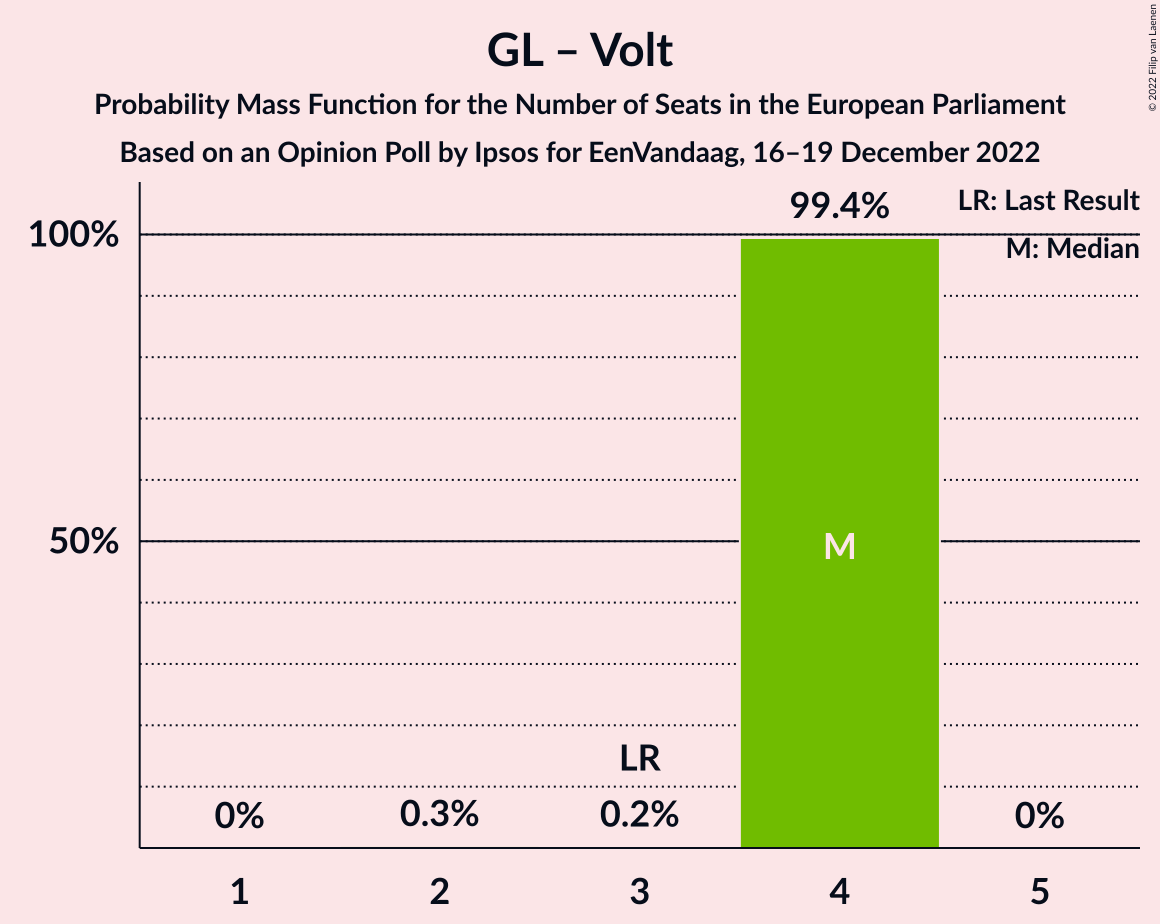 GL – Volt
Probability Mass Function for the Number of Seats in the European Parliament
Based on an Opinion Poll by Ipsos for EenVandaag, 16–19 December 2022
© 2022 Filip van Laenen
LR: Last Result
M: Median
100%
50%
0%
0.3%
LR
0.2%
99.4%
M
0%
1 2 3 4 5